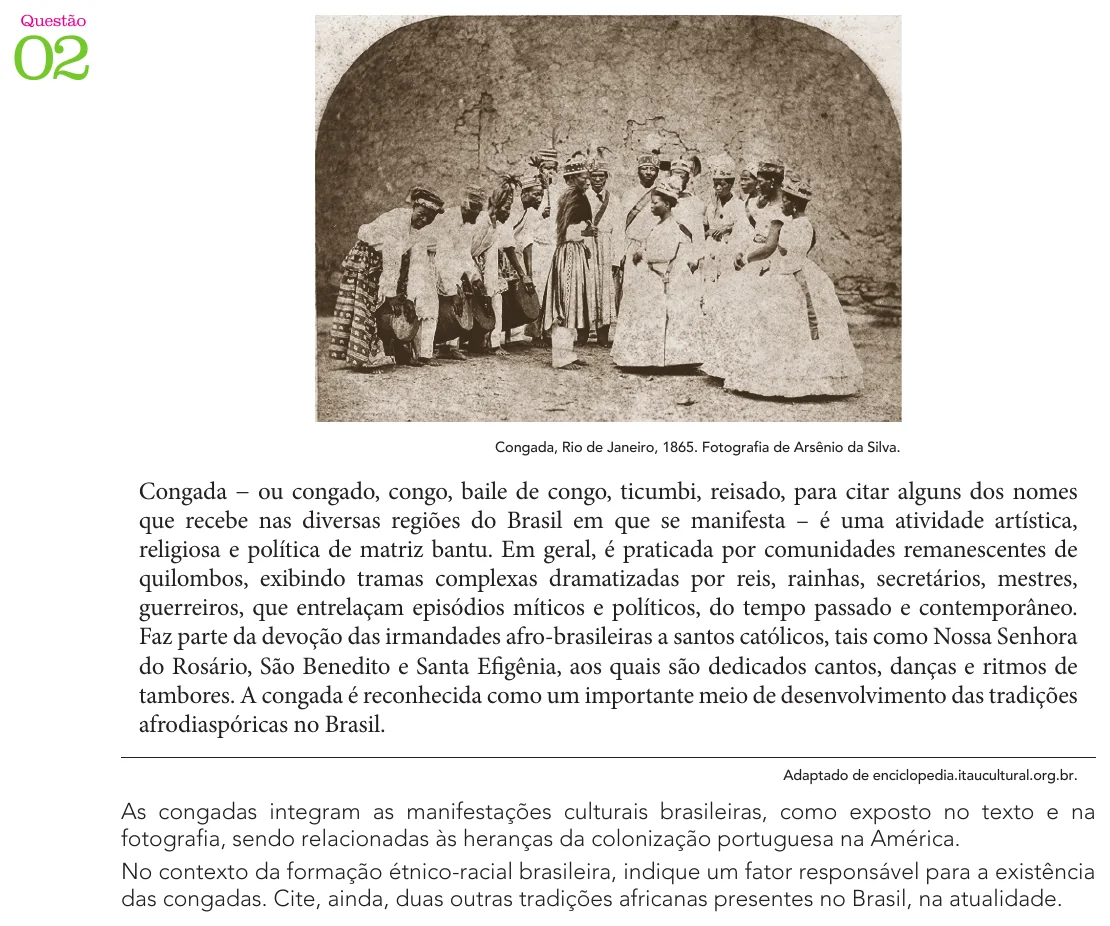 Questão
02
Congada, Rio de Janeiro, 1865. Fotografia de Arsênio da Silva.
Congada – ou congado, congo, baile de congo, ticumbi, reisado, para citar alguns dos nomes
que recebe nas diversas regiões do Brasil em que se manifesta – é uma atividade artística,
religiosa e política de matriz bantu. Em geral, é praticada por comunidades remanescentes de
quilombos, exibindo tramas complexas dramatizadas por reis, rainhas, secretários, mestres,
guerreiros, que entrelaçam episódios míticos e políticos, do tempo passado e contemporâneo.
Faz parte da devoção das irmandades afro-brasileiras a santos católicos, tais como Nossa Senhora
do Rosário, São Benedito e Santa Efigênia, aos quais são dedicados cantos, danças e ritmos de
tambores. A congada é reconhecida como um importante meio de desenvolvimento das tradições
afrodiaspóricas no Brasil.
Adaptado de enciclopedia.itaucultural.org.br.
As congadas integram as manifestações culturais brasileiras, como exposto no texto e na
fotografia, sendo relacionadas às heranças da colonização portuguesa na América.
No contexto da formação étnico-racial brasileira, indique um fator responsável para a existência
das congadas. Cite, ainda, duas outras tradições africanas presentes no Brasil, na atualidade.